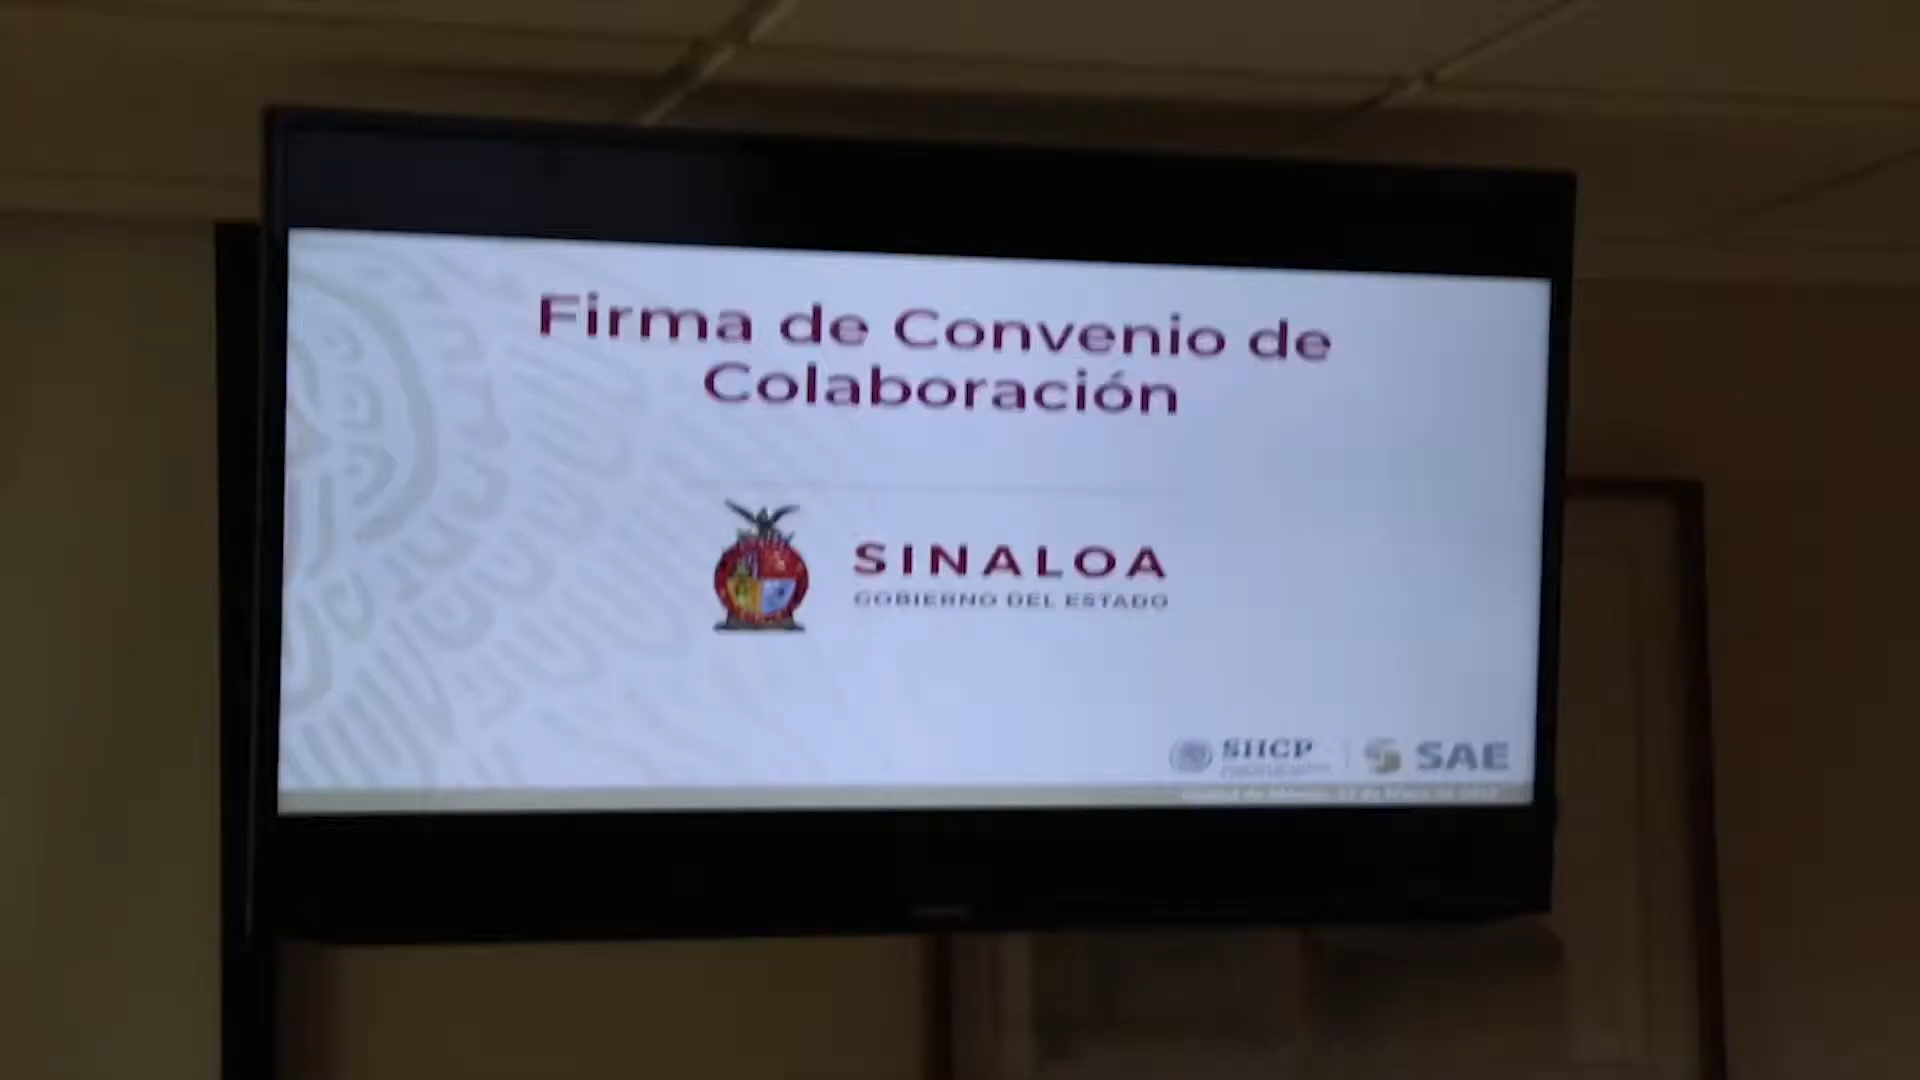 Firma de Convenio de
Colaboración
SINALOA
GOBIERNO DEL ESTADO
SHCP
SAE